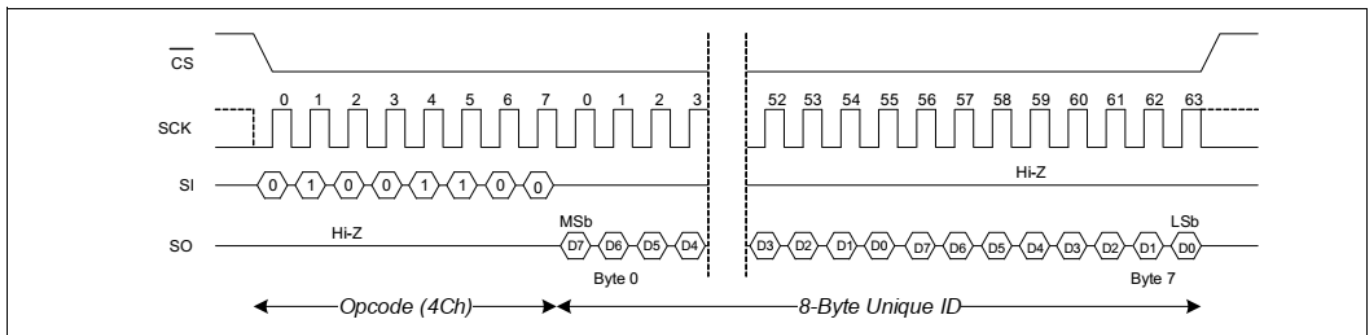 CS
0 1 2 3 4 5 6 7 0 1 2 3 52 53 54 55 56 57 58 59 60 61 62 63
SCK
Hi-Z
SI 0 1 0 0 1 1 0 0
MSb LSb
Hi-Z
SO D7 D6 D5 D4 D3 D2 D1 D0 D7 D6 D5 D4 D3 D2 D1 D0
Byte 0 Byte 7
Opcode (4Ch) 8-Byte Unique ID